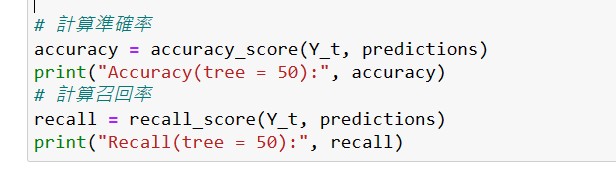 # 計算準確率
accuracy = accuracy_score(Y_t, predictions)
print("Accuracy(tree = 50):", accuracy)
# 計算召回率
recall = recall_score(Y_t, predictions)
print("Recall(tree = 50):", recall)